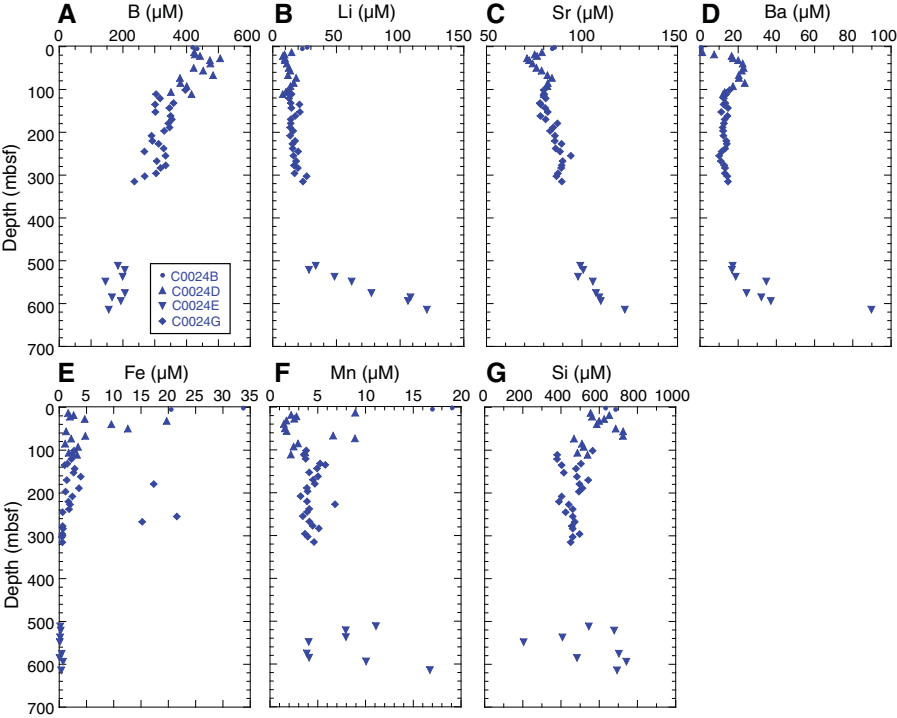 A B (µM) B Li (µM) C Sr (µM) D Ba (µM)
0 200 400 600 0 50 100 150 50 100 150 0 20 40 60 80 100
0
100
200
300
400
500
600
700
Depth (mbsf)
C0024B
C0024D
C0024E
C0024G
E Fe (µM) F Mn (µM) G Si (µM)
0 5 10 15 20 25 30 35 0 5 10 15 20 0 200 400 600 800 1000
0
100
200
300
400
500
600
700
Depth (mbsf)